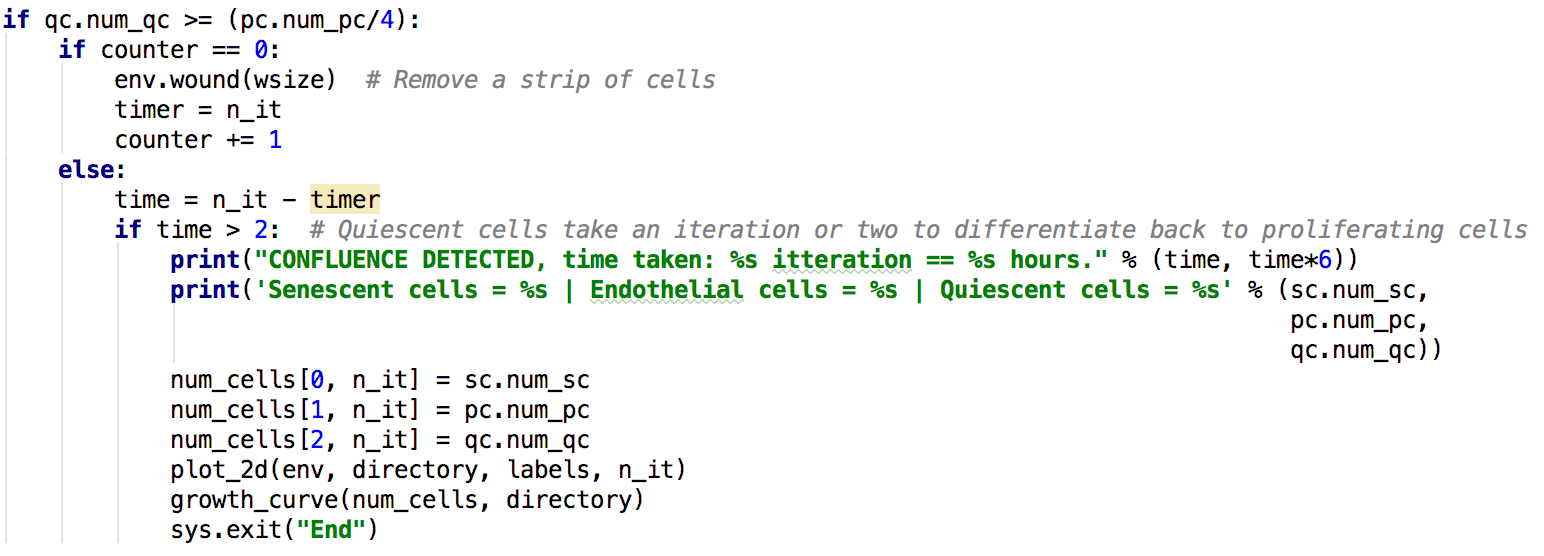 if qc.num_qc >= (pc.num_pc/4):
    if counter == 0:
        env.wound(wsize)  # Remove a strip of cells
        timer = n_it
        counter += 1
    else:
        time = n_it - timer
        if time > 2:  # Quiescent cells take an iteration or two to differentiate back to proliferating cells
            print("CONFLUENCE DETECTED, time taken: %s itteration == %s hours." % (time, time*6))
            print('Senescent cells = %s | Endothelial cells = %s | Quiescent cells = %s' % (sc.num_sc,
                                                                                            pc.num_pc,
                                                                                            qc.num_qc))
            num_cells[0, n_it] = sc.num_sc
            num_cells[1, n_it] = pc.num_pc
            num_cells[2, n_it] = qc.num_qc
            plot_2d(env, directory, labels, n_it)
            growth_curve(num_cells, directory)
            sys.exit("End")